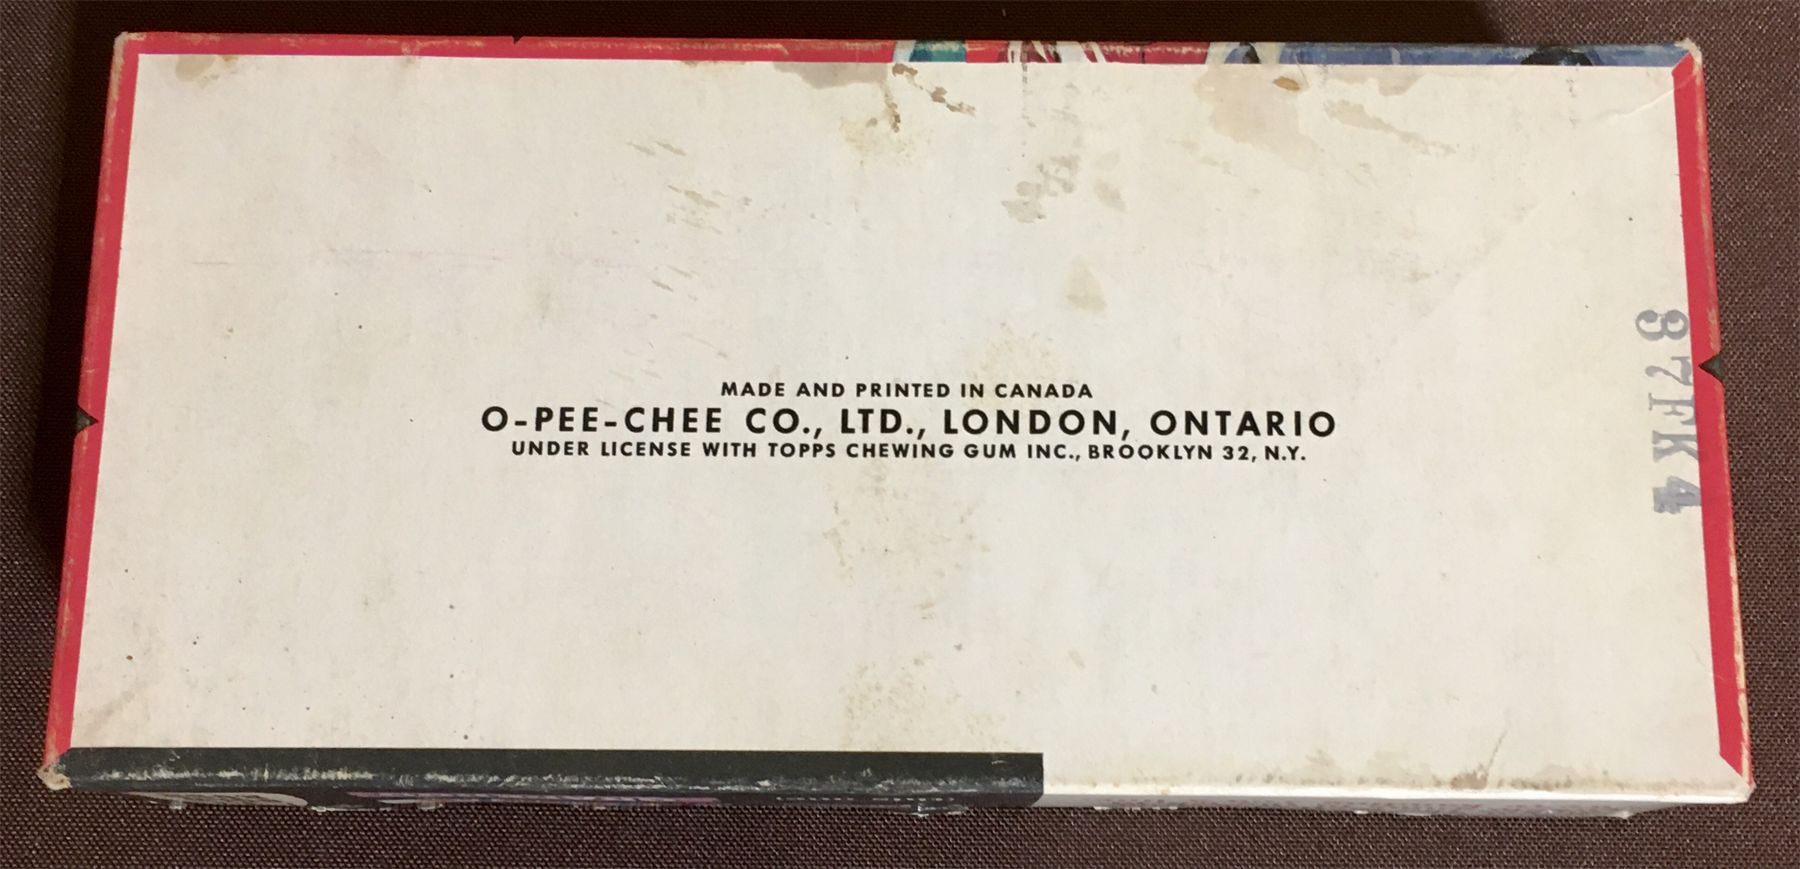 MADE AND PRINTED IN CANADA
O-PEE-CHEE CO., LTD., LONDON, ONTARIO
UNDER LICENSE WITH TOPPS CHEWING GUM INC., BROOKLYN 32, N.Y.